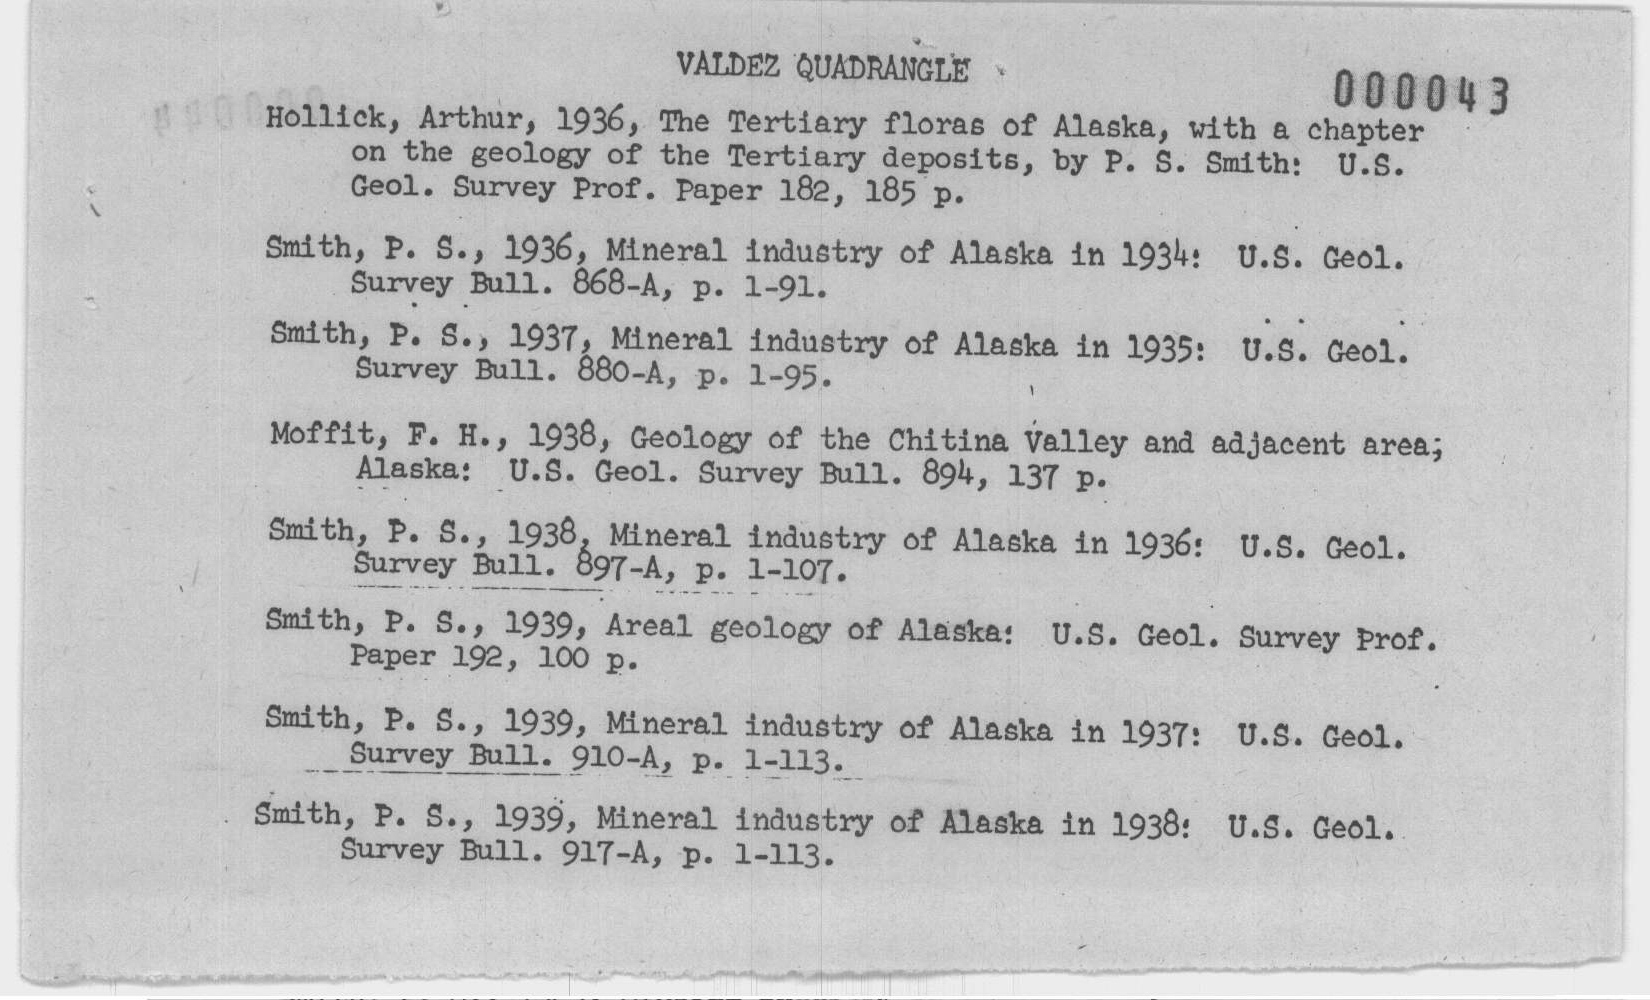 VALDEZ QUADRANGLE
000043
Hollick, Arthur, 1936, The Tertiary floras of Alaska, with a chapter
on the geology of the Tertiary deposits, by P. S. Smith: U.S.
Geol. Survey Prof. Paper 182, 185 p.
Smith, P. S., 1936, Mineral industry of Alaska in 1934: U.S. Geol.
Survey Bull. 868-A, p. 1-91.
Smith, P. S., 1937, Mineral industry of Alaska in 1935: U.S. Geol.
Survey Bull. 880-A, p. 1-95.
Moffit, F. H., 1938, Geology of the Chitina Valley and adjacent area;
Alaska: U.S. Geol. Survey Bull. 894, 137 p.
Smith, P. S., 1938, Mineral industry of Alaska in 1936: U.S. Geol.
Survey Bull. 897-A, p. 1-107.
Smith, P. S., 1939, Areal geology of Alaska: U.S. Geol. Survey Prof.
Paper 192, 100 p.
Smith, P. S., 1939, Mineral industry of Alaska in 1937: U.S. Geol.
Survey Bull. 910-A, p. 1-113.
Smith, P. S., 1939, Mineral industry of Alaska in 1938: U.S. Geol.
Survey Bull. 917-A, p. 1-113.